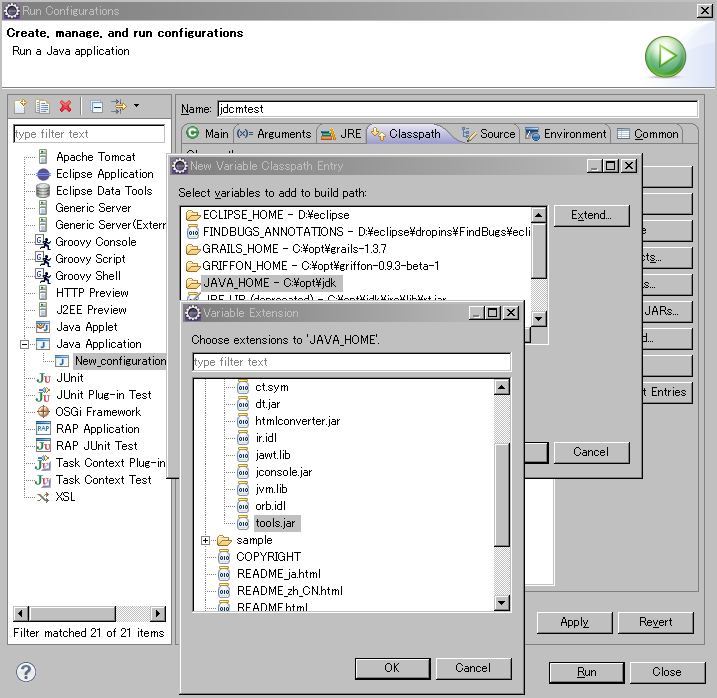 Run Configurations
Create, manage, and run configurations
Run a Java application
Name: jdcmtest
type filter text
Main (x)= Arguments JRE Classpath Source Environment Common
Apache Tomcat
Eclipse Application
Eclipse Data Tools
Generic Server
Generic Server(Extern
Groovy Console
Groovy Script
Groovy Shell
HTTP Preview
J2EE Preview
Java Applet
Java Application
New_configuration
JUnit
JUnit Plug-in Test
OSGi Framework
RAP Application
RAP JUnit Test
Task Context Plug-in
Task Context Test
XSL
Filter matched 21 of 21 items
New Variable Classpath Entry
Select variables to add to build path:
ECLIPSE_HOME - D:¥eclipse
FINDBUGS_ANNOTATIONS - D:¥eclipse¥dropins¥FindBugs¥ecli
GRAILS_HOME - C:¥opt¥grails-1.3.7
GRIFFON_HOME - C:¥opt¥griffon-0.9.3-beta-1
JAVA_HOME - C:¥opt¥jdk
JRE_LIB (deprecated) - C:¥opt¥jdk¥jre¥lib¥rt.jar
Extend...
Cancel
Variable Extension
Choose extensions to 'JAVA_HOME'.
type filter text
ct.sym
dt.jar
htmlconverter.jar
ir.idl
jawt.lib
jconsole.jar
jvm.lib
orb.idl
tools.jar
sample
COPYRIGHT
README_ja.html
README_zh_CN.html
README.html
OK Cancel
cts...
s...
JARs...
d...
t Entries
Apply Revert
Run Close